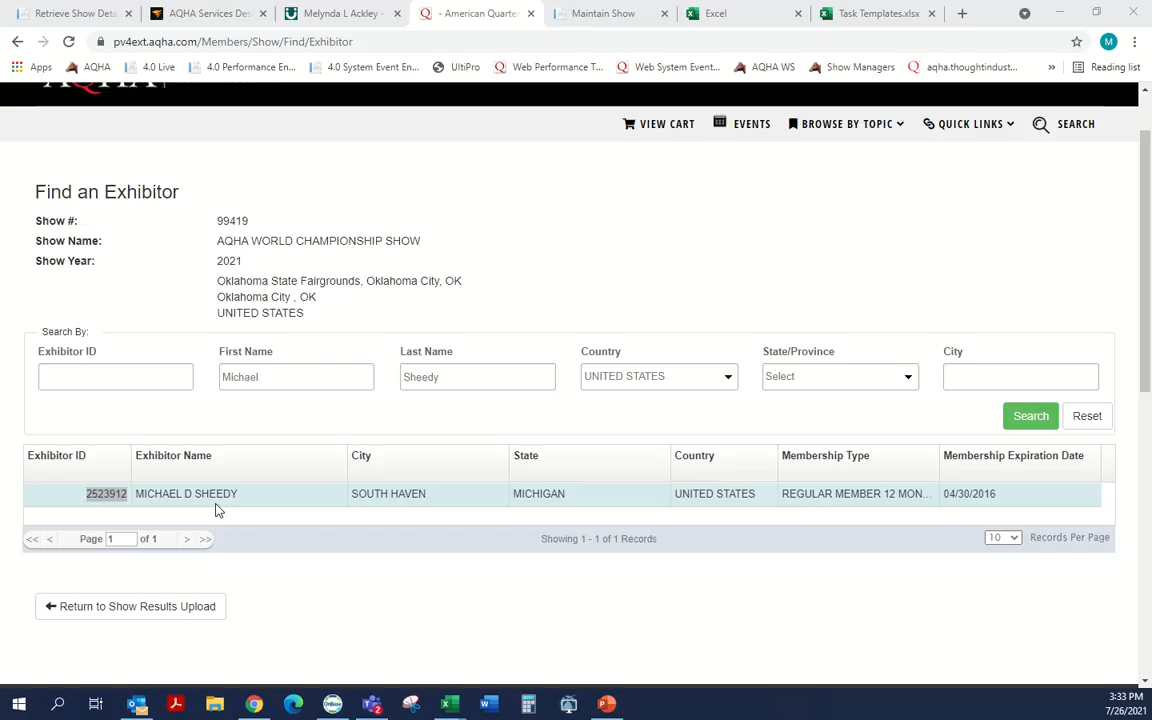 Retrieve Show Deta
AQHA Services Des
Melynda L Ackley -
- American Quarte
Maintain Show
Excel
Task Templates.xlsx
pv4ext.aqha.com/Members/Show/Find/Exhibitor
M
Apps AQHA 4.0 Live 4.0 Performance En... 4.0 System Event En... UltiPro Web Performance T... Web System Event... AQHA WS Show Managers aqha.thoughtindust... » Reading list
VIEW CART EVENTS BROWSE BY TOPIC QUICK LINKS SEARCH
Find an Exhibitor
Show #: 99419
Show Name: AQHA WORLD CHAMPIONSHIP SHOW
Show Year: 2021
Oklahoma State Fairgrounds, Oklahoma City, OK
Oklahoma City , OK
UNITED STATES
Search By:
Exhibitor ID First Name Last Name Country State/Province City
Michael Sheedy UNITED STATES Select
Search Reset
Exhibitor ID Exhibitor Name City State Country Membership Type Membership Expiration Date
2523912 MICHAEL D SHEEDY SOUTH HAVEN MICHIGAN UNITED STATES REGULAR MEMBER 12 MON... 04/30/2016
<< < Page 1 of 1 > >> Showing 1 - 1 of 1 Records 10 Records Per Page
Return to Show Results Upload
3:33 PM
7/26/2021